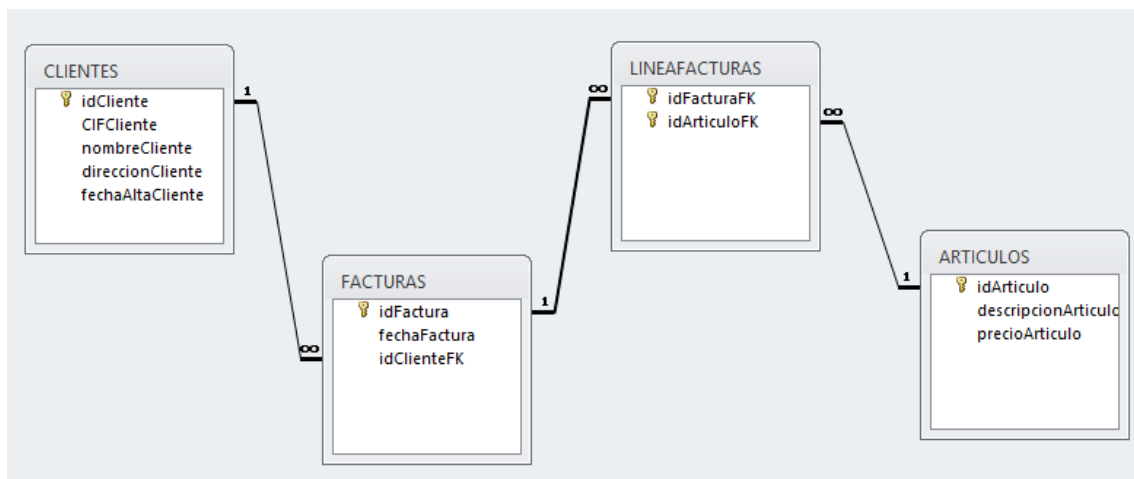 CLIENTES
idCliente
CIFCliente
nombreCliente
direccionCliente
fechaAltaCliente
1
∞
FACTURAS
idFactura
fechaFactura
idClienteFK
1
∞
LINEAFACTURAS
idFacturaFK
idArticuloFK
∞
1
ARTICULOS
idArticulo
descripcionArticulo
precioArticulo